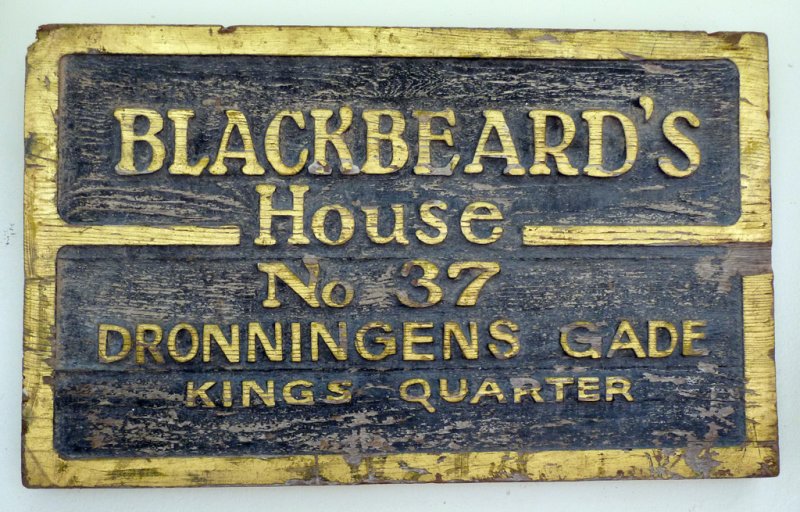 BLACKBEARD'S
House
No 37
DRONNINGENS GADE
KINGS QUARTER